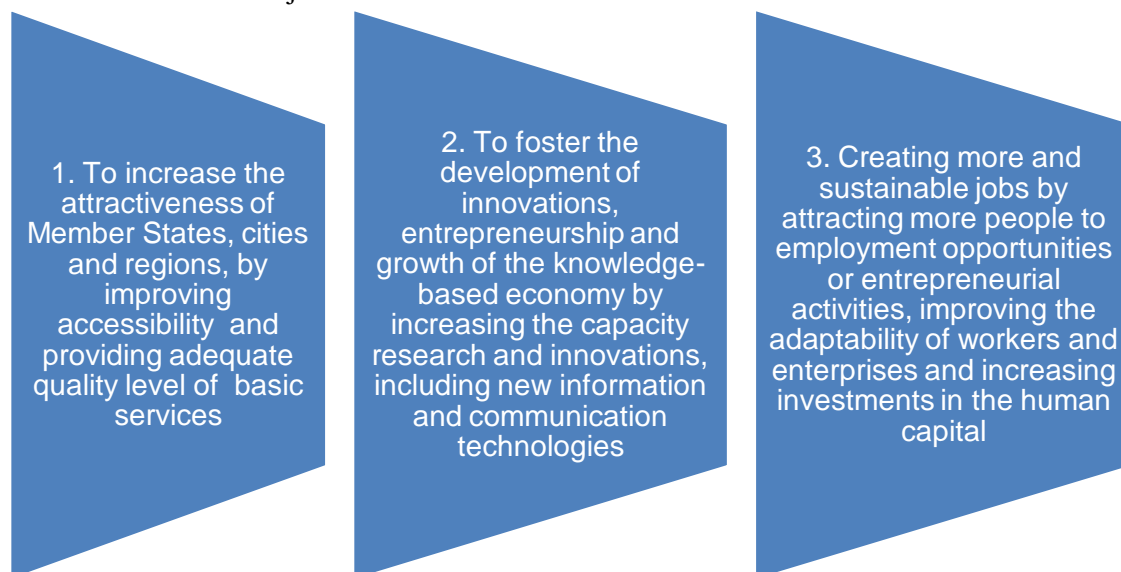 1. To increase the
attractiveness of
Member States, cities
and regions, by
improving
accessibility and
providing adequate
quality level of basic
services
2. To foster the
development of
innovations,
entrepreneurship and
growth of the knowledge-
based economy by
increasing the capacity
research and innovations,
including new information
and communication
technologies
3. Creating more and
sustainable jobs by
attracting more people to
employment opportunities
or entrepreneurial
activities, improving the
adaptability of workers and
enterprises and increasing
investments in the human
capital